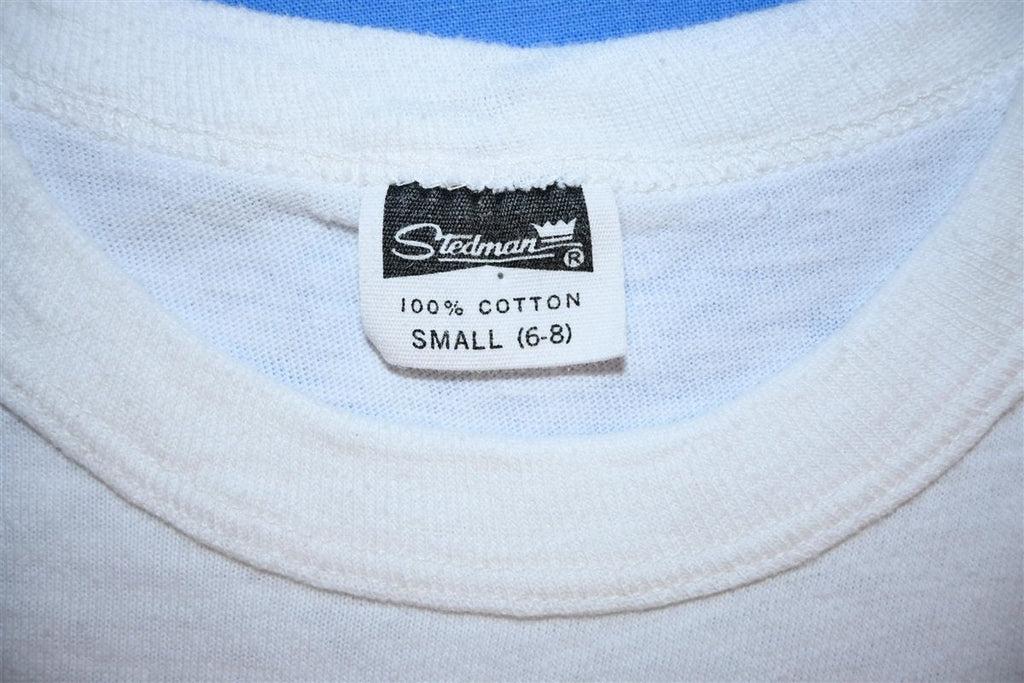 Stedman
®
100% COTTON
SMALL (6-8)